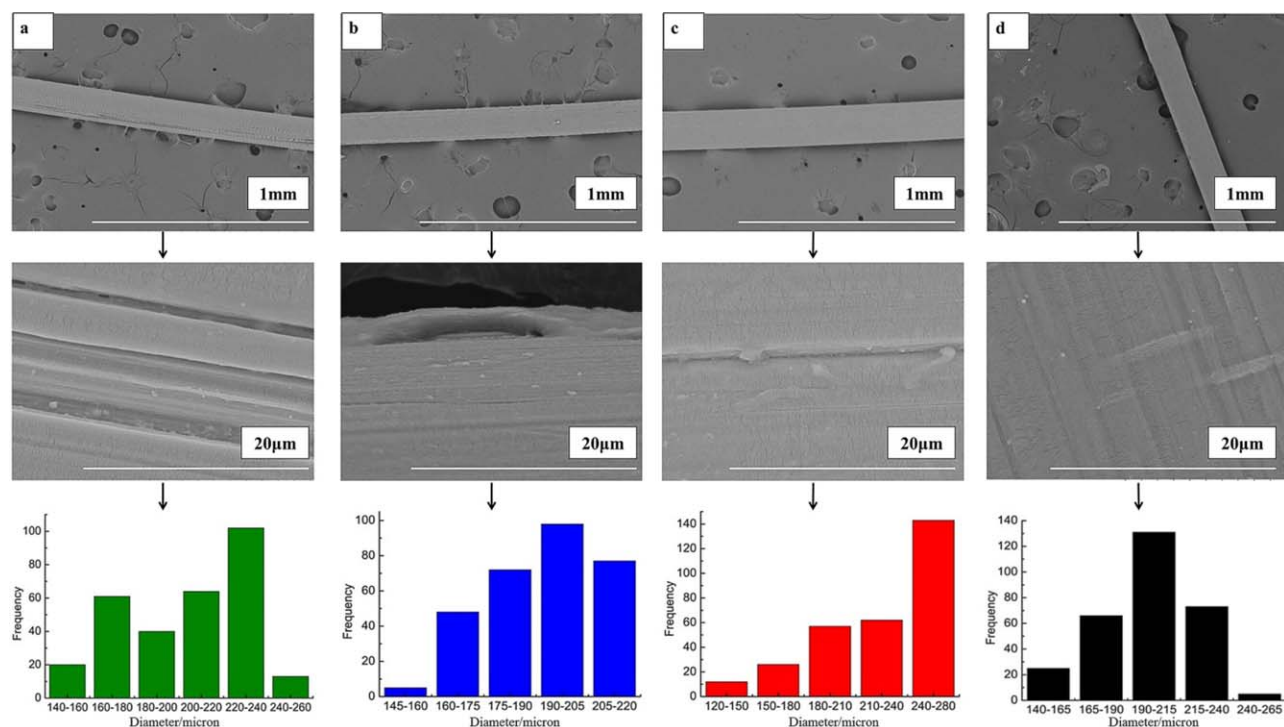 a
b
c
d
1mm
1mm
1mm
1mm
20μm
20μm
20μm
20μm
Frequency
100
80
60
40
20
0
140-160 160-180 180-200 200-220 220-240 240-260
Diameter/micron
Frequency
100
80
60
40
20
0
145-160 160-175 175-190 190-205 205-220
Diameter/micron
Frequency
140
120
100
80
60
40
20
0
120-150 150-180 180-210 210-240 240-280
Diameter/micron
Frequency
140
120
100
80
60
40
20
0
140-165 165-190 190-215 215-240 240-265
Diameter/micron